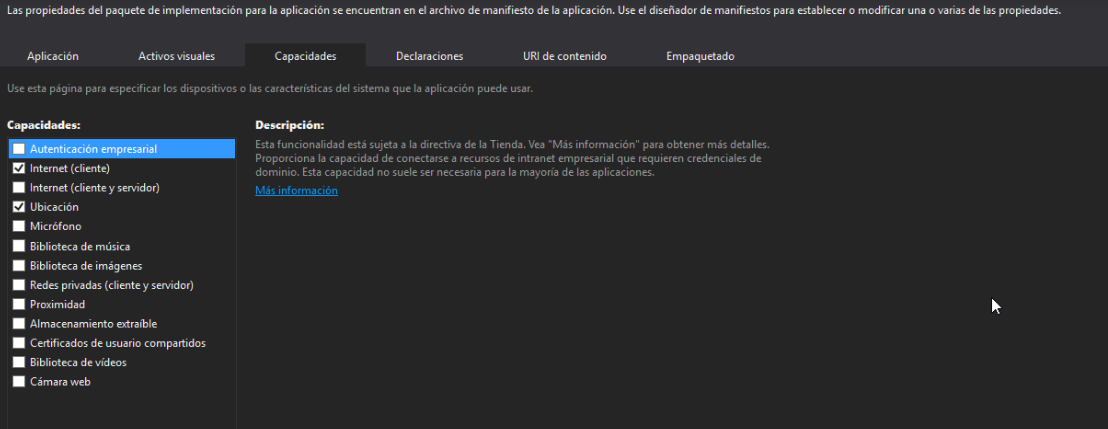 Las propiedades del paquete de implementación para la aplicación se encuentran en el archivo de manifiesto de la aplicación. Use el diseñador de manifiestos para establecer o modificar una o varias de las propiedades.
Aplicación
Activos visuales
Capacidades
Declaraciones
URI de contenido
Empaquetado
Use esta página para especificar los dispositivos o las características del sistema que la aplicación puede usar.
Capacidades:
Autenticación empresarial
Internet (cliente)
Internet (cliente y servidor)
Ubicación
Micrófono
Biblioteca de música
Biblioteca de imágenes
Redes privadas (cliente y servidor)
Proximidad
Almacenamiento extraíble
Certificados de usuario compartidos
Biblioteca de vídeos
Cámara web
Descripción:
Esta funcionalidad está sujeta a la directiva de la Tienda. Vea "Más información" para obtener más detalles.
Proporciona la capacidad de conectarse a recursos de intranet empresarial que requieren credenciales de
dominio. Esta capacidad no suele ser necesaria para la mayoría de las aplicaciones.
Más información